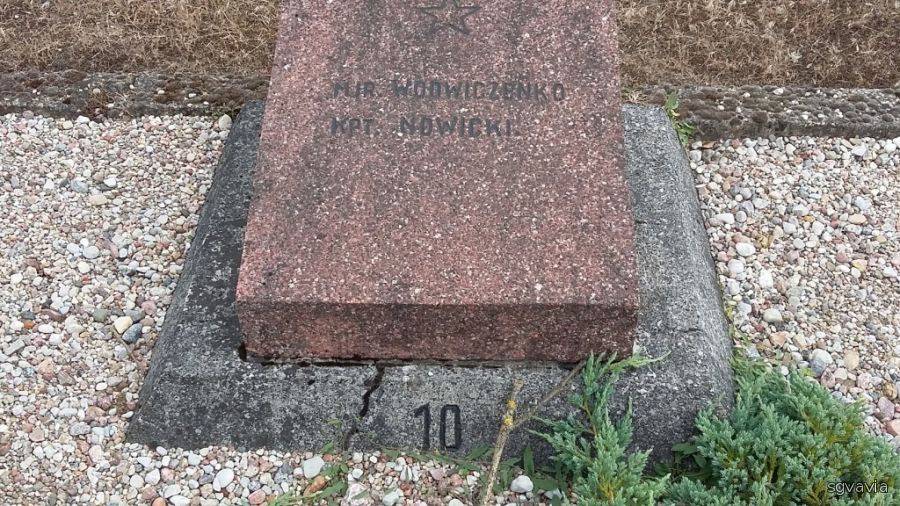 MJR. WODWICZENKO
KPT. NOWICKI.
10
sgvavia